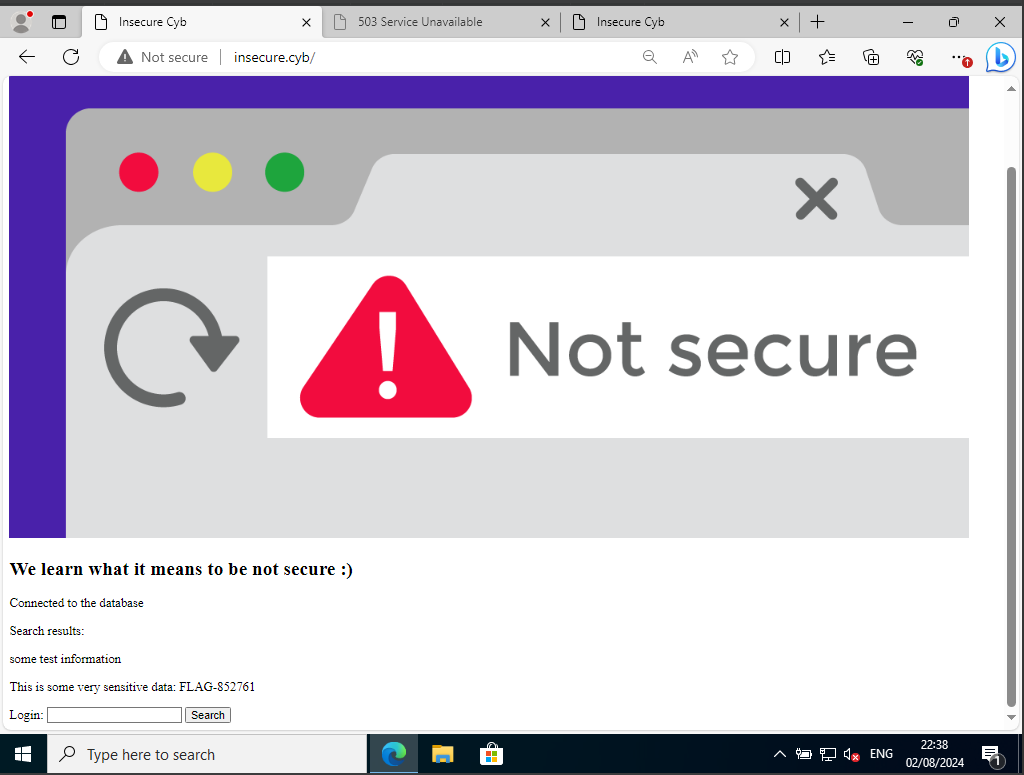 Insecure Cyb
503 Service Unavailable
Insecure Cyb
Not secure
insecure.cyb/
Not secure
We learn what it means to be not secure :)
Connected to the database
Search results:
some test information
This is some very sensitive data: FLAG-852761
Login: Search
Type here to search
ENG
22:38
02/08/2024
1